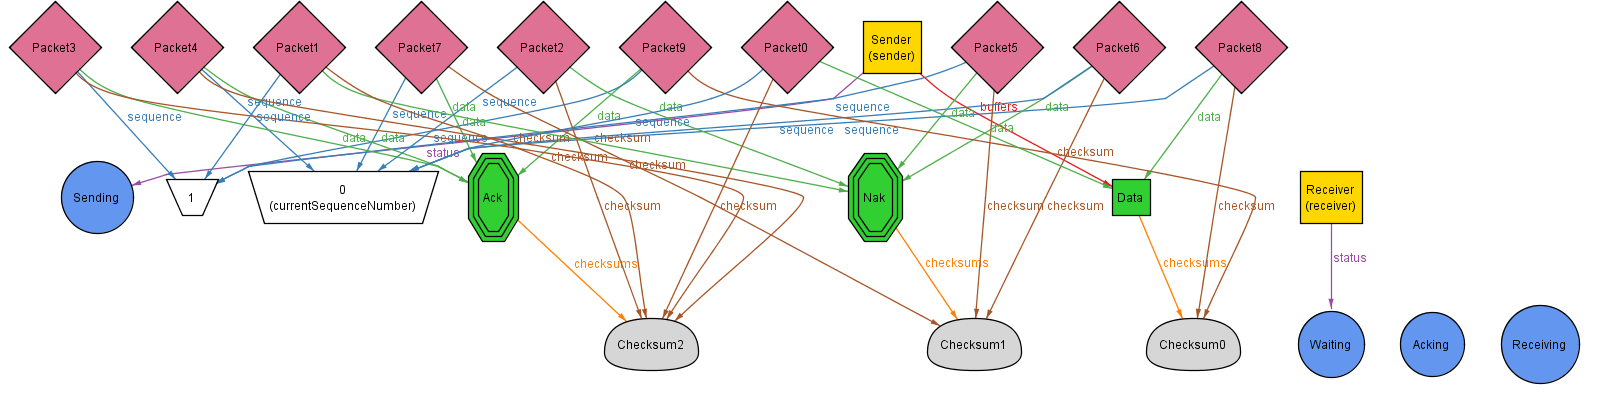 Packet3
Packet4
Packet1
Packet7
Packet2
Packet9
Packet0
Sender
(sender)
Packet5
Packet6
Packet8
sequence
sequence
sequence
buffers
data
data
data
data
sequence
sequence
sequence
data
data
data
sequence
data
sequence
sequence
data
data
sequence
checksum
checksum
status
checksum
checksum
checksum
Sending
1
0
(currentSequenceNumber)
Ack
Nak
Data
Receiver
(receiver)
checksum
checksum
checksum
checksum
checksum
checksums
checksums
checksums
status
Checksum2
Checksum1
Checksum0
Waiting
Acking
Receiving